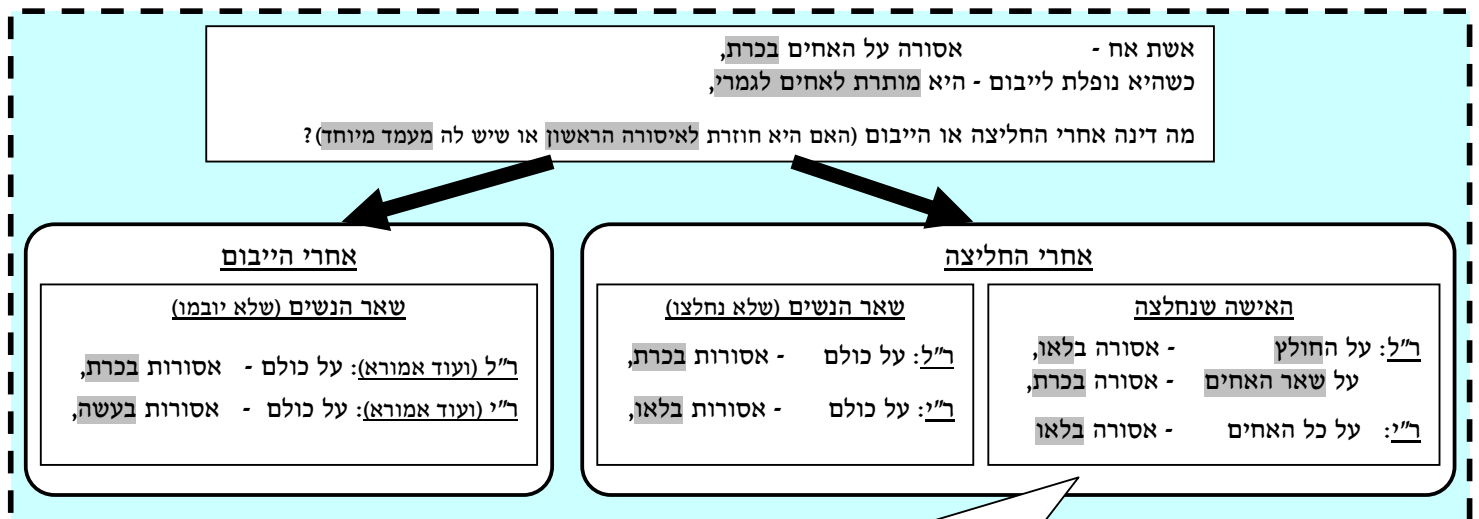 אשת אח - אסורה על האחים בכרת,
כשהיא נופלת לייבום - היא מותרת לאחים לגמרי,
מה דינה אחרי החליצה או הייבום (האם היא חוזרת לאיסורה הראשון או שיש לה מעמד מיוחד)?
אחרי החליצה
האישה שנחלצה
ר"ל: על החולץ - אסורה בלאו,
על שאר האחים - אסורה בכרת,
ר"י: על כל האחים - אסורה בלאו
שאר הנשים (שלא נחלצו)
ר"ל: על כולם - אסורות בכרת,
ר"י: על כולם - אסורות בלאו,
אחרי הייבום
שאר הנשים (שלא יובמו)
ר"ל (ועוד אמורא): על כולם - אסורות בכרת,
ר"י (ועוד אמורא): על כולם - אסורות בעשה,